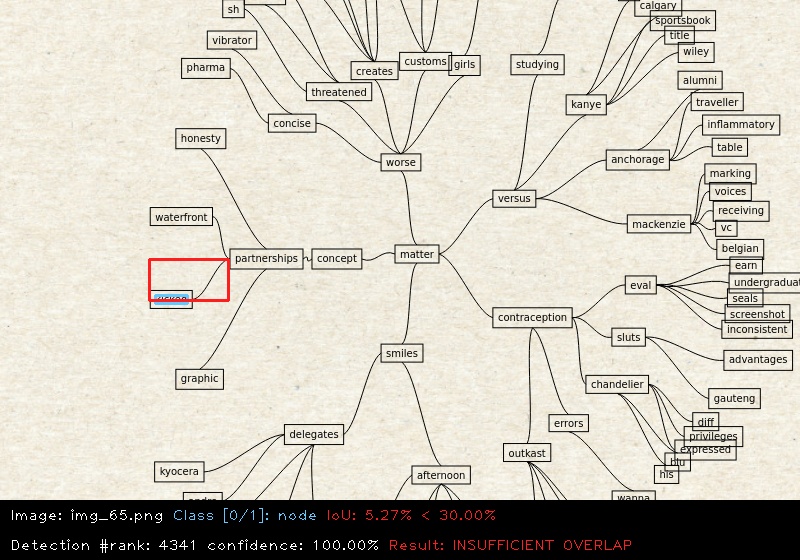 calgary
sh
sportsbook
title
vibrator
wiley
customs
girls
studying
pharma
creates
alumni
threatened
kanye
traveller
concise
inflammatory
honesty
table
worse
anchorage
marking
voices
versus
receiving
waterfront
mackenzie
vc
belgian
partnerships
concept
matter
earn
undergraduat
eval
seals
screenshot
contraception
inconsistent
sluts
smiles
advantages
graphic
chandelier
gauteng
diff
errors
delegates
privileges
expressed
outkast
blu
kyocera
afternoon
his
wanna
Image: img_65.png Class [0/1]: node IoU: 5.27% < 30.00%
Detection #rank: 4341 confidence: 100.00% Result: INSUFFICIENT OVERLAP